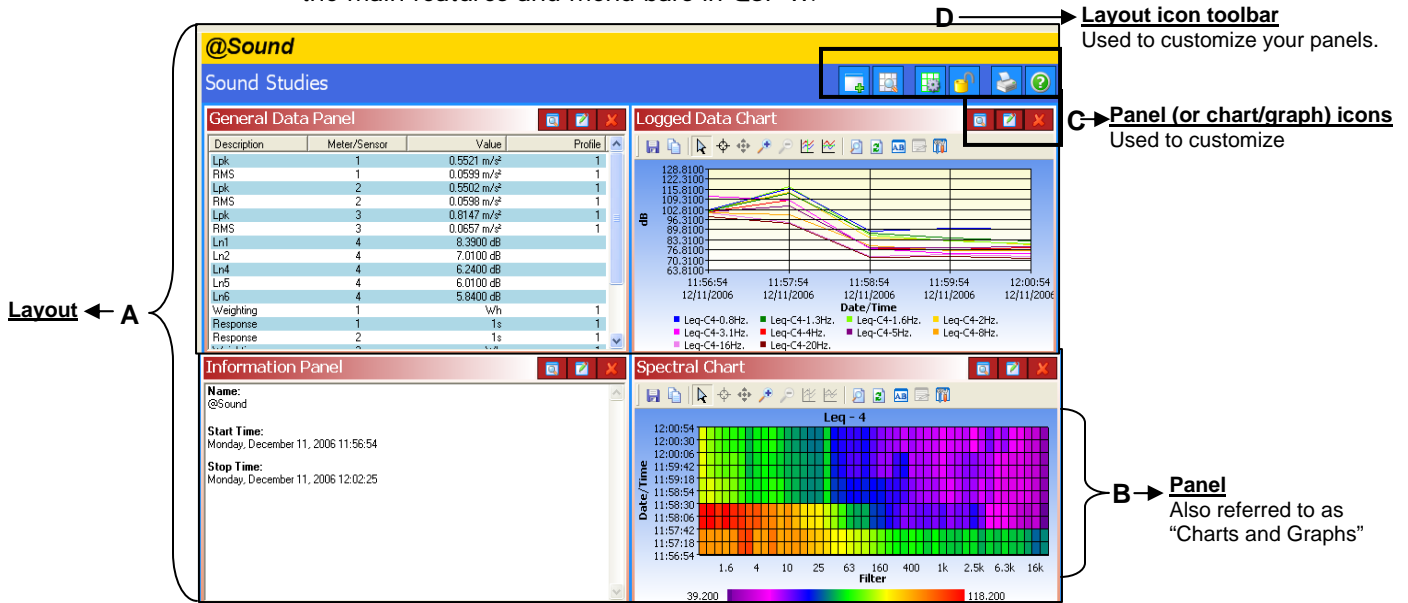 the main features and menu bars in
D
Layout icon toolbar
Used to customize your panels.
@Sound
Sound Studies
C
Panel (or chart/graph) icons
Used to customize
General Data Panel
Description Meter/Sensor Value Profile
Lpk 1 0.5521 m/s² 1
RMS 1 0.0599 m/s² 1
Lpk 2 0.5502 m/s² 1
RMS 2 0.0598 m/s² 1
Lpk 3 0.8147 m/s² 1
RMS 3 0.0657 m/s² 1
Ln1 4 8.3900 dB
Ln2 4 7.0100 dB
Ln4 4 6.2400 dB
Ln5 4 6.0100 dB
Ln6 4 5.8400 dB
Weighting 1 Wh 1
Response 1 1s 1
Response 2 1s 1
Logged Data Chart
AB
128.8100
122.3100
115.8100
109.3100
102.8100
96.3100
89.8100
83.3100
76.8100
70.3100
63.8100
dB
11:56:54 11:57:54 11:58:54 11:59:54 12:00:54
12/11/2006 12/11/2006 12/11/2006 12/11/2006 12/11/2006
Date/Time
Leq-C4-0.8Hz. Leq-C4-1.3Hz. Leq-C4-1.6Hz. Leq-C4-2Hz.
Leq-C4-3.1Hz. Leq-C4-4Hz. Leq-C4-5Hz. Leq-C4-8Hz.
Leq-C4-16Hz. Leq-C4-20Hz.
Layout
A
Information Panel
Name:
@Sound
Start Time:
Monday, December 11, 2006 11:56:54
Stop Time:
Monday, December 11, 2006 12:02:25
Spectral Chart
AB
Leq - 4
12:00:54
12:00:30
12:00:06
11:59:42
11:59:18
11:58:54
11:58:30
11:58:06
11:57:42
11:57:18
11:56:54
Date/Time
1.6 4 10 25 63 160 400 1k 2.5k 6.3k 16k
Filter
39.200 118.200
B
Panel
Also referred to as
“Charts and Graphs”